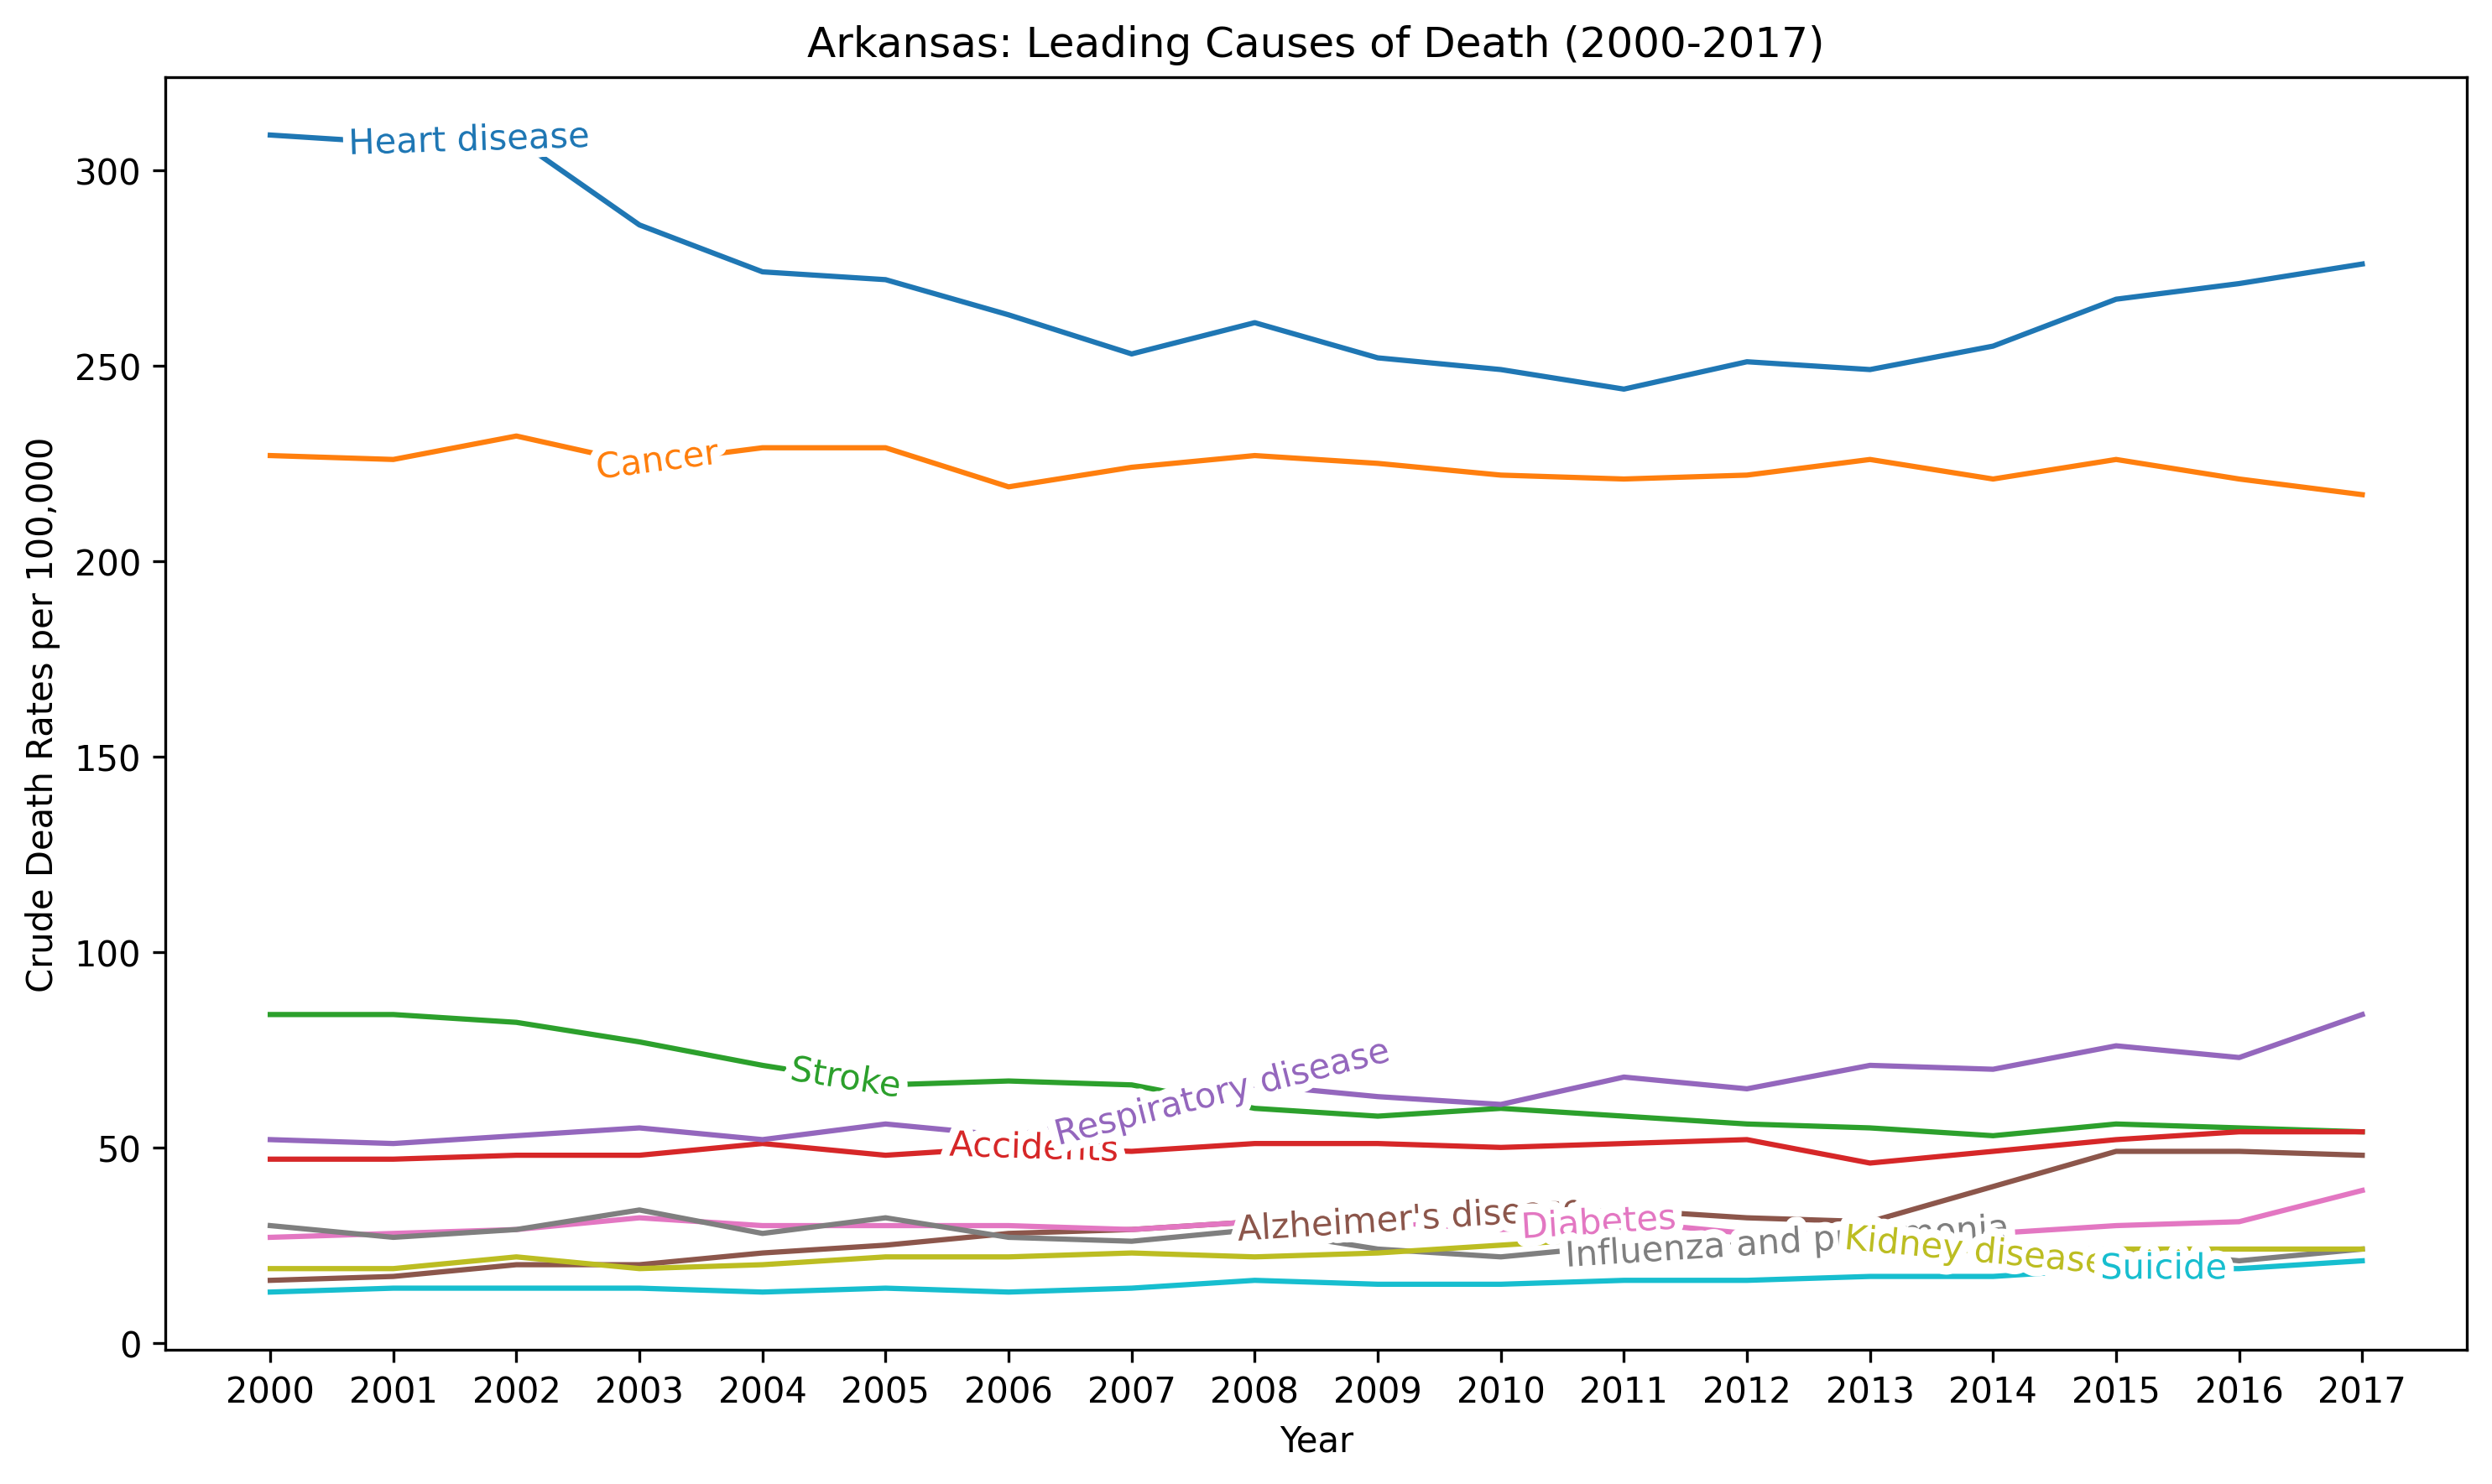 Arkansas: Leading Causes of Death (2000-2017)
Crude Death Rates per 100,000
300
250
200
150
100
50
0
Heart disease
Cancer
Stroke
Respiratory disease
Accidents
Alzheimer's disease
Diabetes
Influenza and pneumonia
Kidney disease
Suicide
2000 2001 2002 2003 2004 2005 2006 2007 2008 2009 2010 2011 2012 2013 2014 2015 2016 2017
Year